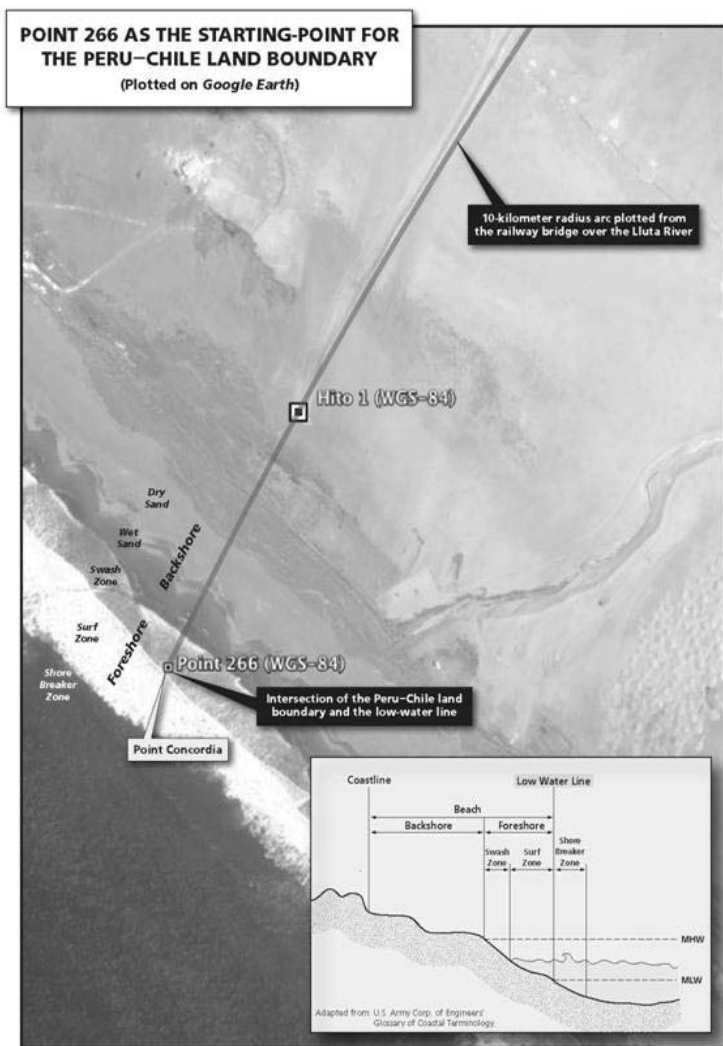 POINT 266 AS THE STARTING-POINT FOR
THE PERU–CHILE LAND BOUNDARY
(Plotted on Google Earth)
10-kilometer radius arc plotted from
the railway bridge over the Lluta River
Hito 1 (WGS-84)
Dry
Sand
Wet
Sand
Backshore
Swash
Zone
Surf
Zone
Foreshore
Shore
Breaker
Zone
Point 266 (WGS-84)
Intersection of the Peru–Chile land
boundary and the low-water line
Point Concordia
Coastline
Low Water Line
Beach
Backshore
Foreshore
Swash
Zone
Surf
Zone
Shore
Breaker
Zone
MHW
MLW
Adapted from U.S. Army Corp. of Engineers'
Glossary of Coastal Terminology